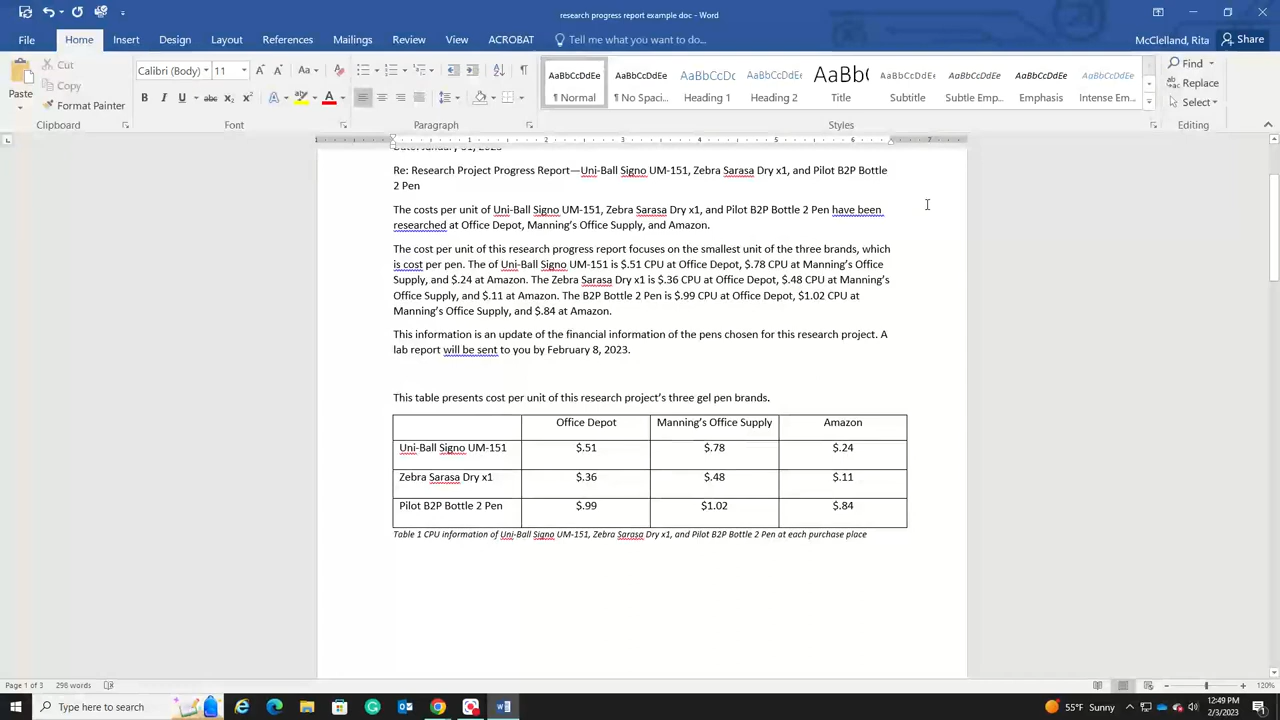 research progress report example doc - Word
McClelland, Rita
Share
File Home Insert Design Layout References Mailings Review View ACROBAT Tell me what you want to do...
Paste
Cut
Copy
Format Painter
Clipboard
Calibri (Body) 11
Font
Paragraph
AaBbCcDdEe AaBbCcDdEe AaBbCcDc AaBbCcDdEe AaBb( AaBbCcDdEe AaBbCcDdEe AaBbCcDdEe AaBbCcDdEe
¶ Normal ¶ No Spaci... Heading 1 Heading 2 Title Subtitle Subtle Emp... Emphasis Intense Em...
Styles
Find
Replace
Select
Editing
1 1 2 3 4 5 6 7
Date: January 31, 2023
Re: Research Project Progress Report—Uni-Ball Signo UM-151, Zebra Sarasa Dry x1, and Pilot B2P Bottle
2 Pen
The costs per unit of Uni-Ball Signo UM-151, Zebra Sarasa Dry x1, and Pilot B2P Bottle 2 Pen have been
researched at Office Depot, Manning’s Office Supply, and Amazon.
The cost per unit of this research progress report focuses on the smallest unit of the three brands, which
is cost per pen. The of Uni-Ball Signo UM-151 is $.51 CPU at Office Depot, $.78 CPU at Manning’s Office
Supply, and $.24 at Amazon. The Zebra Sarasa Dry x1 is $.36 CPU at Office Depot, $.48 CPU at Manning’s
Office Supply, and $.11 at Amazon. The B2P Bottle 2 Pen is $.99 CPU at Office Depot, $1.02 CPU at
Manning’s Office Supply, and $.84 at Amazon.
This information is an update of the financial information of the pens chosen for this research project. A
lab report will be sent to you by February 8, 2023.
This table presents cost per unit of this research project’s three gel pen brands.
Office Depot Manning’s Office Supply Amazon
Uni-Ball Signo UM-151 $.51 $.78 $.24
Zebra Sarasa Dry x1 $.36 $.48 $.11
Pilot B2P Bottle 2 Pen $.99 $1.02 $.84
Table 1 CPU information of Uni-Ball Signo UM-151, Zebra Sarasa Dry x1, and Pilot B2P Bottle 2 Pen at each purchase place
Page 1 of 3 298 words
120%
Type here to search
55°F Sunny
12:49 PM
2/3/2023